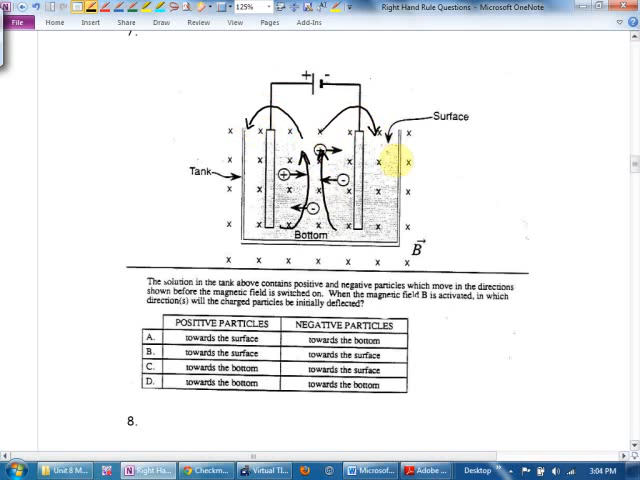 Right Hand Rule Questions - Microsoft OneNote
125%
File
Home
Insert
Share
Draw
Review
View
Add-Ins
7.
+ -
Surface
Tank
Bottom
B
The solution in the tank above contains positive and negative particles which move in the directions
shown before the magnetic field is switched on. When the magnetic field B is activated, in which
direction(s) will the charged particles be initially deflected?
POSITIVE PARTICLES NEGATIVE PARTICLES
A. towards the surface towards the bottom
B. towards the surface towards the surface
C. towards the bottom towards the surface
D. towards the bottom towards the bottom
8.
Unit 8 M... Right Han... Checkm... Virtual TI... Microsof... Adobe ... Desktop 3:04 PM